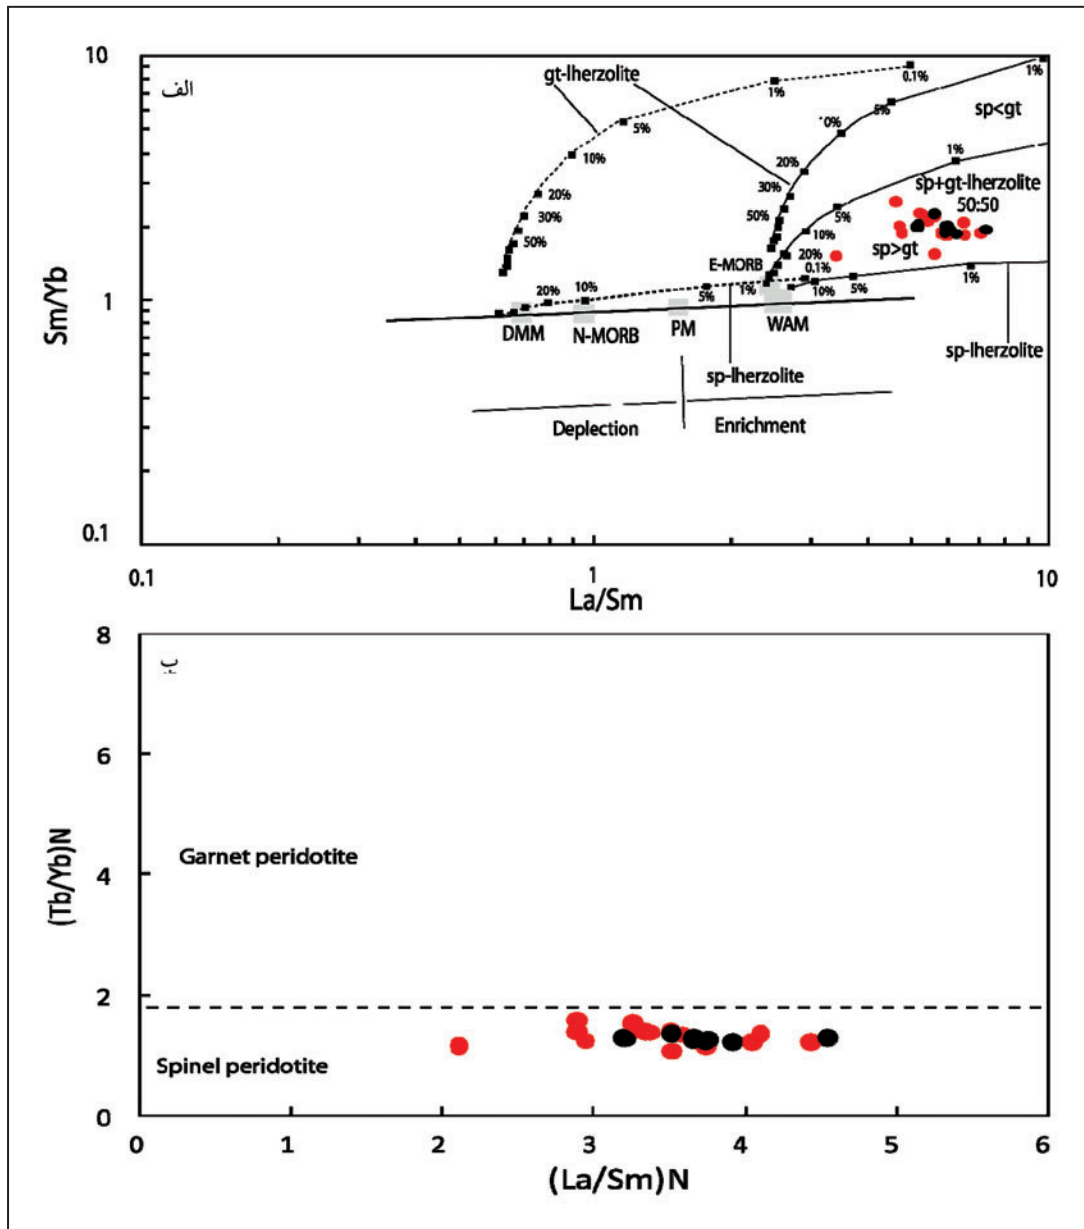 10
الف
gt-lherzolite
0.1%
1%
1%
5%
5%
sp<gt
10%
0%
1%
20%
20%
sp+gt-lherzolite
50:50
30%
30%
5%
50%
50%
10%
sp>gt
E-MORB
20%
0.1%
1
20%
10%
5%
1%
10%
5%
1%
DMM
N-MORB
PM
WAM
sp-lherzolite
sp-lherzolite
Sm/Yb
Deplection
Enrichment
0.1
0.1
1
10
La/Sm
8
ب
6
(Tb/Yb)N
Garnet peridotite
4
2
Spinel peridotite
0
0
1
2
3
4
5
6
(La/Sm)N